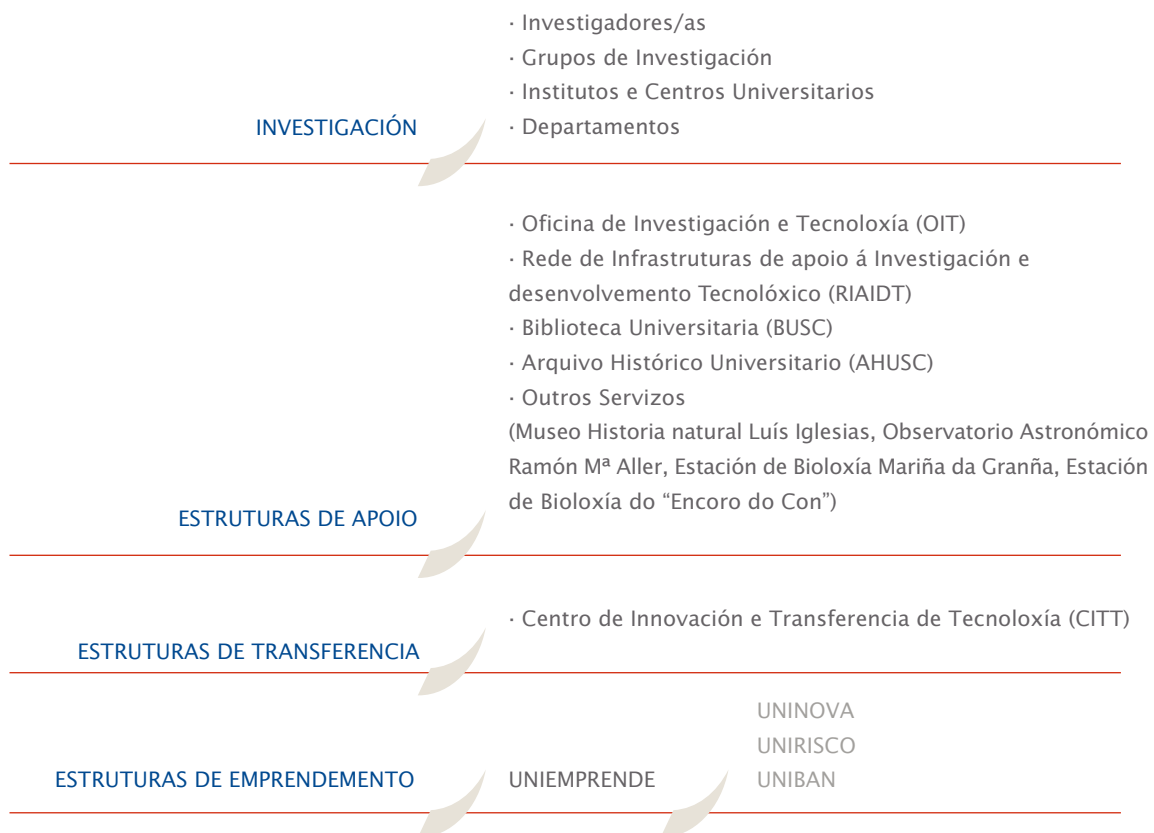 · Investigadores/as
· Grupos de Investigación
· Institutos e Centros Universitarios
INVESTIGACIÓN
· Departamentos
· Oficina de Investigación e Tecnoloxía (OIT)
· Rede de Infrastruturas de apoio á Investigación e
desenvolvemento Tecnolóxico (RIAIDT)
· Biblioteca Universitaria (BUSC)
· Arquivo Histórico Universitario (AHUSC)
· Outros Servizos
(Museo Historia natural Luís Iglesias, Observatorio Astronómico
Ramón Mª Aller, Estación de Bioloxía Mariña da Granña, Estación
de Bioloxía do “Encoro do Con”)
ESTRUTURAS DE APOIO
· Centro de Innovación e Transferencia de Tecnoloxía (CITT)
ESTRUTURAS DE TRANSFERENCIA
UNINOVA
UNIRISCO
ESTRUTURAS DE EMPRENDEMENTO
UNIEMPRENDE
UNIBAN